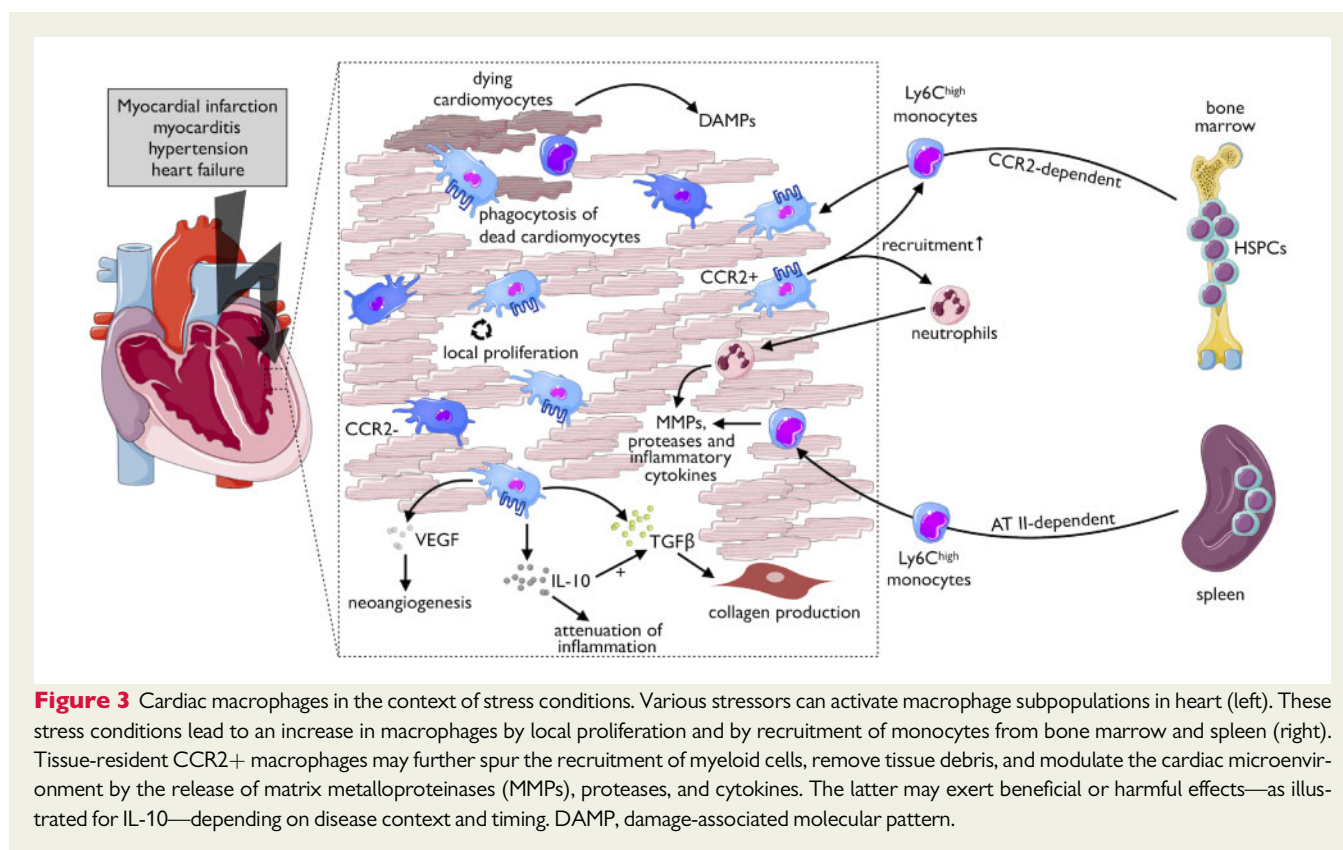 Myocardial infarction
myocarditis
hypertension
heart failure
dying
cardiomyocytes
DAMPs
phagocytosis of
dead cardiomyocytes
CCR2+
local proliferation
CCR2-
MMPs,
proteases and
inflammatory
cytokines
VEGF
neoangiogenesis
IL-10
+
TGFβ
attenuation of
inflammation
collagen production
Ly6Chigh
monocytes
CCR2-dependent
bone
marrow
HSPCs
recruitment↑
neutrophils
AT II-dependent
Ly6Chigh
monocytes
spleen
Figure 3 Cardiac macrophages in the context of stress conditions. Various stressors can activate macrophage subpopulations in heart (left). These
stress conditions lead to an increase in macrophages by local proliferation and by recruitment of monocytes from bone marrow and spleen (right).
Tissue-resident CCR2+ macrophages may further spur the recruitment of myeloid cells, remove tissue debris, and modulate the cardiac microenvir-
onment by the release of matrix metalloproteinases (MMPs), proteases, and cytokines. The latter may exert beneficial or harmful effects—as illus-
trated for IL-10—depending on disease context and timing. DAMP, damage-associated molecular pattern.